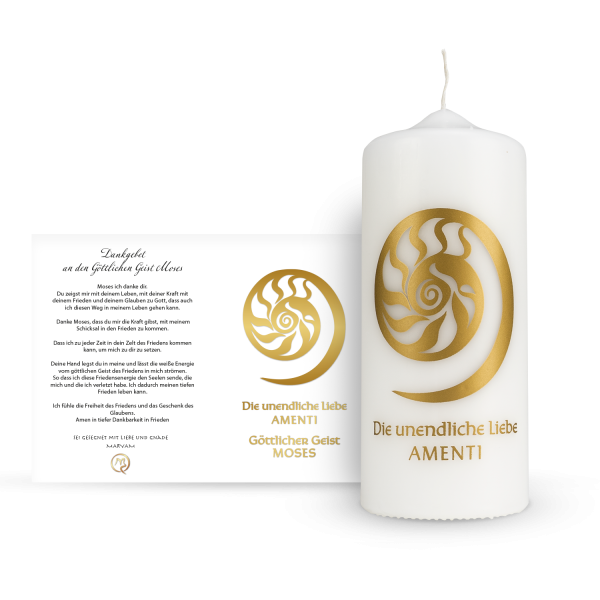 Dankgebet
an den Göttlichen Geist Moses
Moses ich danke dir.
Du zeigst mir mit deinem Leben, mit deiner Kraft mit
deinem Frieden und deinem Glauben zu Gott, dass auch
ich diesen Weg in meinem Leben gehen kann.
Danke Moses, dass du mir die Kraft gibst, mit meinem
Schicksal in den Frieden zu kommen.
Dass ich zu jeder Zeit in dein Zelt des Friedens kommen
kann, um mich zu dir zu setzen.
Deine Hand legst du in meine und lässt die weiße Energie
vom göttlichen Geist des Friedens in mich strömen.
So dass ich diese Friedensenergie den Seelen sende, die
mich und die ich verletzt habe. Ich dadurch meinen tiefen
Frieden leben kann.
Ich fühle die Freiheit des Friedens und das Geschenk des
Glaubens.
Amen in tiefer Dankbarkeit in Frieden
SEI GESEGNET MIT LIEBE UND GNADE
MARVAM
Die unendliche Liebe
AMENTI
Göttlicher Geist
MOSES
Die unendliche Liebe
AMENTI